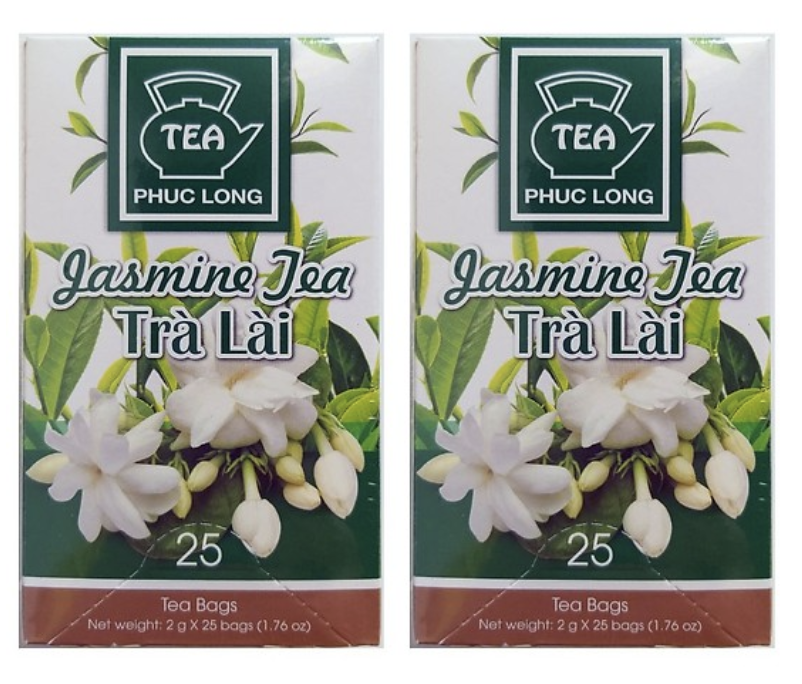 TEA
PHUC LONG
Jasmine Tea
Trà Lài
25
Tea Bags
Net weight: 2 g X 25 bags (1.76 oz)
TEA
PHUC LONG
Jasmine Tea
Trà Lài
25
Tea Bags
Net weight: 2 g X 25 bags (1.76 oz)